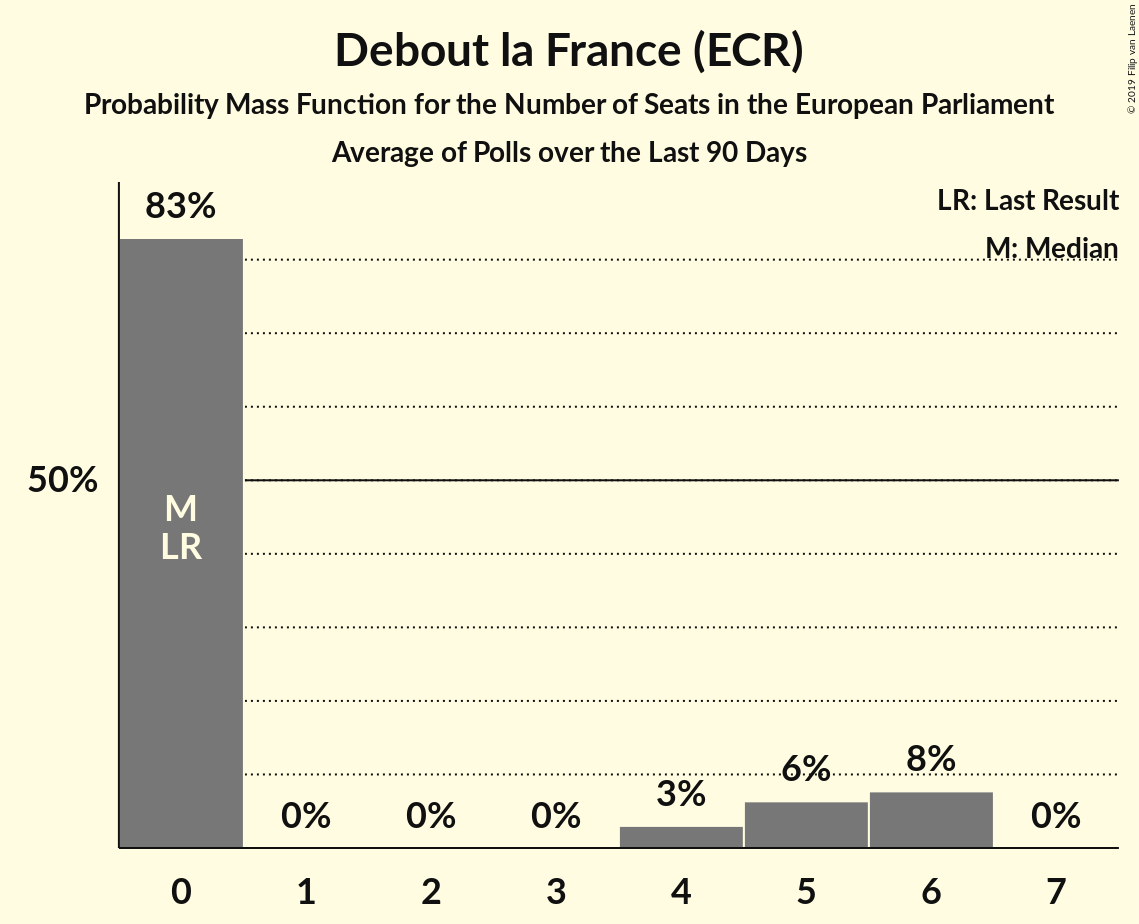 Debout la France (ECR)
Probability Mass Function for the Number of Seats in the European Parliament
Average of Polls over the Last 90 Days
© 2019 Filip van Laenen
LR: Last Result
M: Median
83%
50%
M
LR
0%
0%
0%
3%
6%
8%
0%
0
1
2
3
4
5
6
7